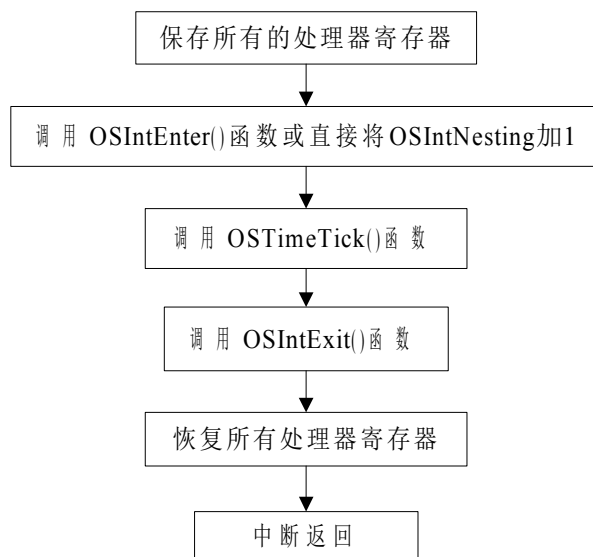 保存所有的处理器寄存器
调用 OSIntEnter()函数或直接将OSIntNesting加1
调用 OSTimeTick()函数
调用 OSIntExit()函数
恢复所有处理器寄存器
中断返回